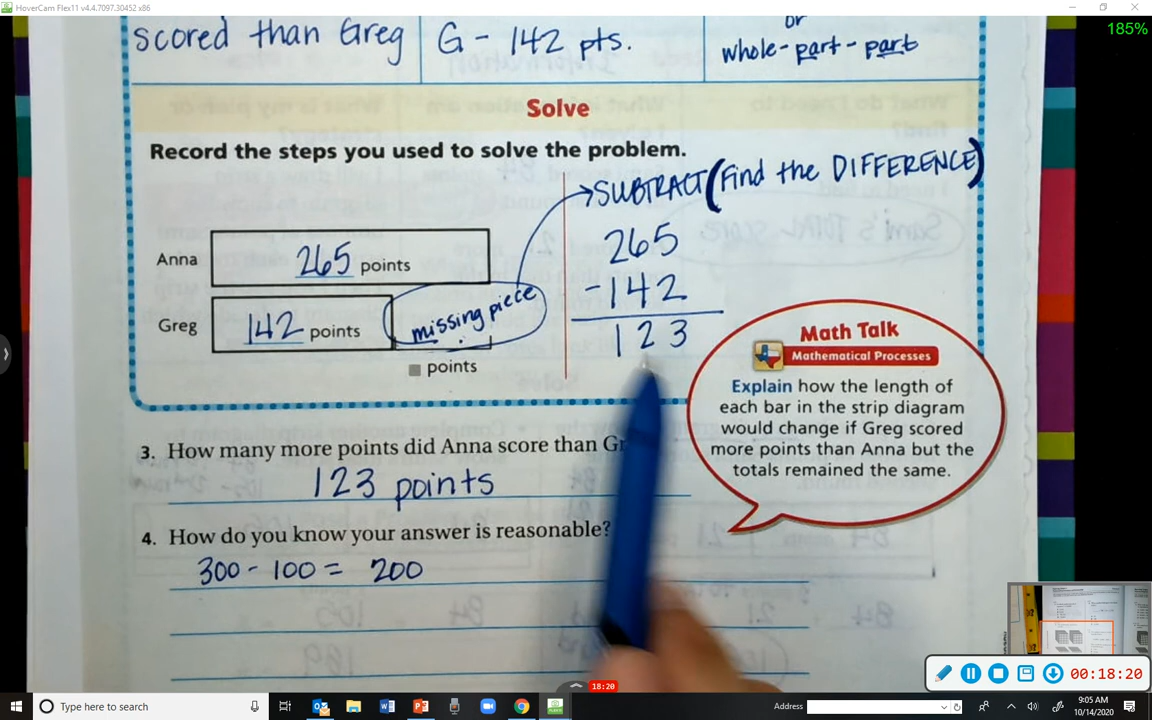 HoverCam Flex11 v4.4.7097.30452 x86
185%
scored than Greg
G - 142 pts.
or
whole - part - part
Solve
Record the steps you used to solve the problem.
SUBTRACT (Find the DIFFERENCE)
265
-142
123
Anna 265 points
Greg 142 points missing piece
points
Math Talk
Mathematical Processes
Explain how the length of
each bar in the strip diagram
would change if Greg scored
more points than Anna but the
totals remained the same.
3. How many more points did Anna score than
123 points
4. How do you know your answer is reasonable?
300 - 100 = 200
00:18:20
18:20
Type here to search
Address
9:05 AM
10/14/2020